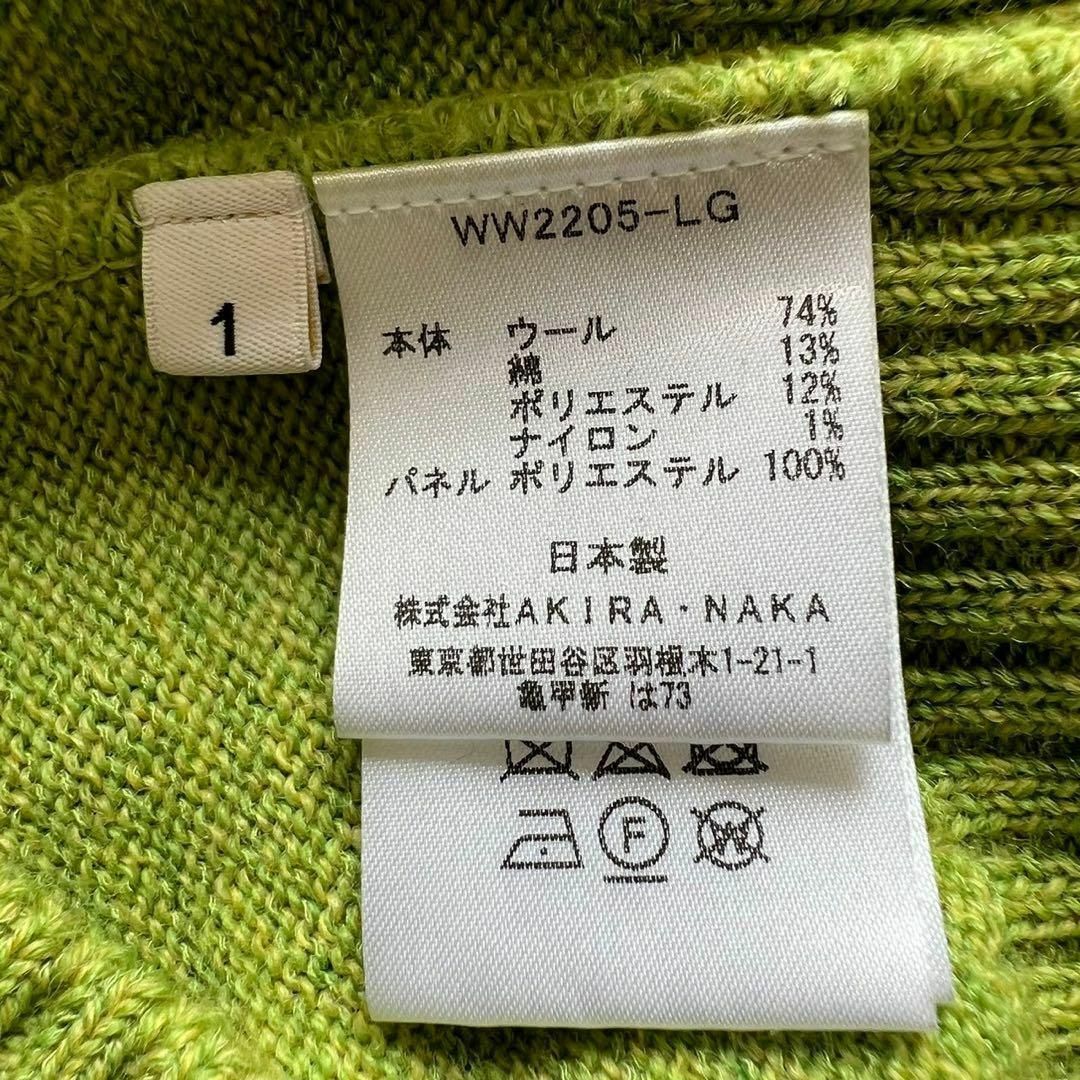 1
WW2205-LG
本体 ウール 74%
綿 13%
ポリエステル 12%
ナイロン 1%
パネル ポリエステル 100%
日本製
株式会社AKIRA・NAKA
東京都世田谷区羽根木1-21-1
亀甲新 は73
F
W